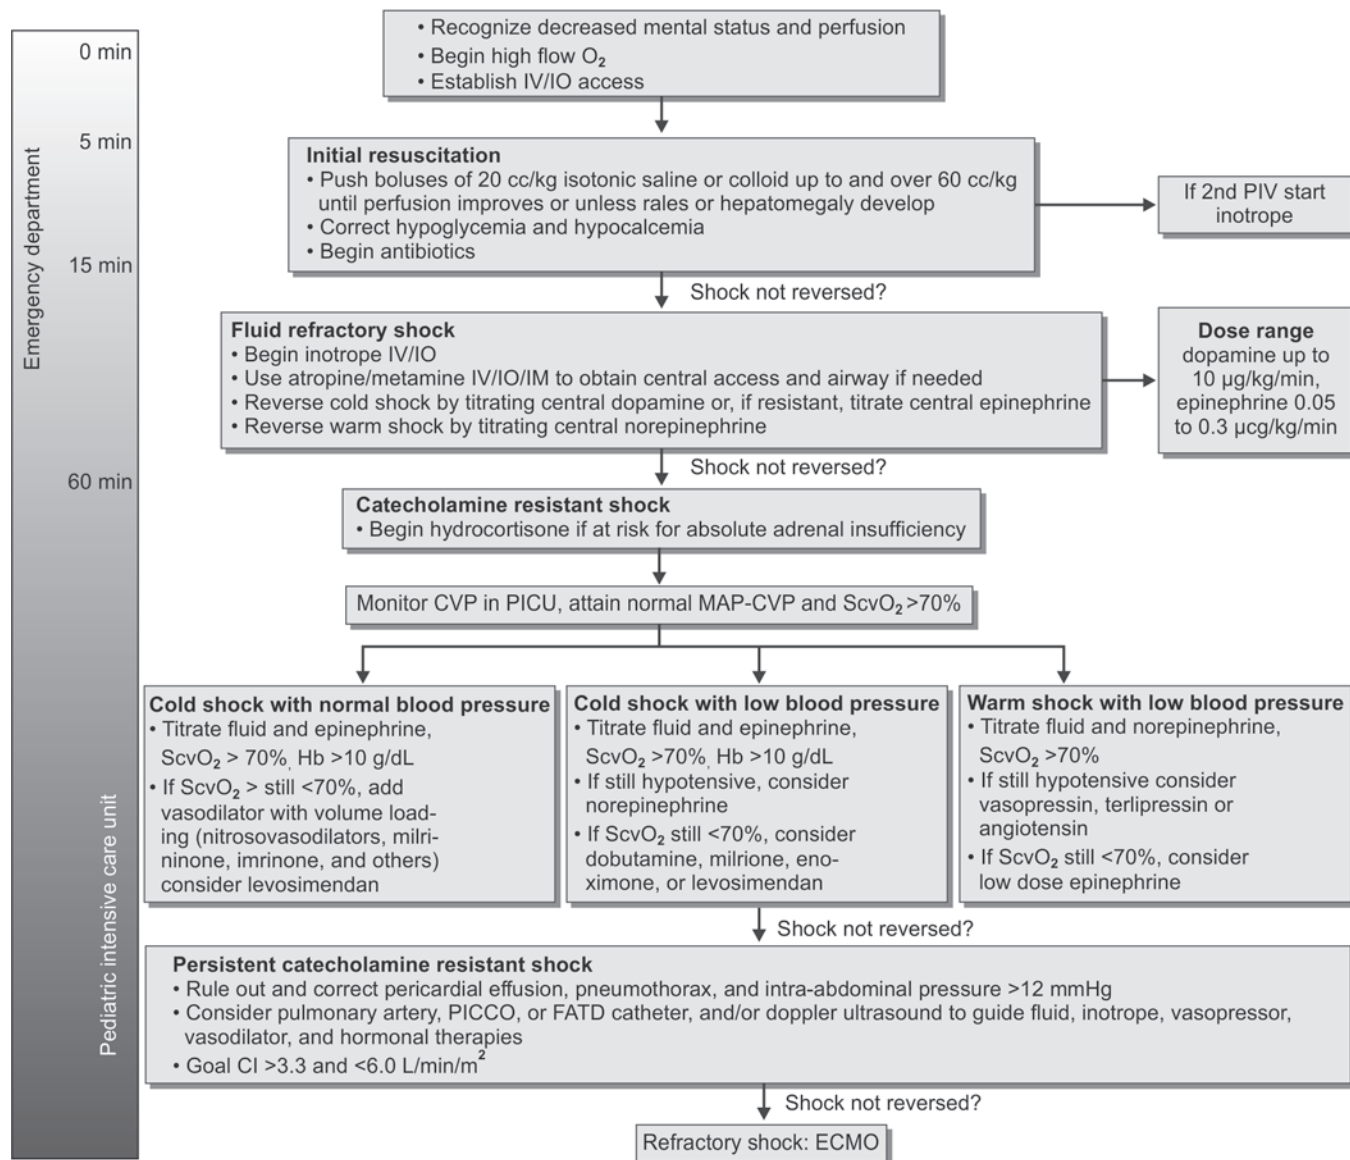 0 min
5 min
15 min
60 min
Emergency department
Pediatric intensive care unit
• Recognize decreased mental status and perfusion
• Begin high flow O₂
• Establish IV/IO access
Initial resuscitation
• Push boluses of 20 cc/kg isotonic saline or colloid up to and over 60 cc/kg
until perfusion improves or unless rales or hepatomegaly develop
• Correct hypoglycemia and hypocalcemia
• Begin antibiotics
If 2nd PIV start
inotrope
Shock not reversed?
Fluid refractory shock
• Begin inotrope IV/IO
• Use atropine/metamine IV/IO/IM to obtain central access and airway if needed
• Reverse cold shock by titrating central dopamine or, if resistant, titrate central epinephrine
• Reverse warm shock by titrating central norepinephrine
Dose range
dopamine up to
10 µg/kg/min,
epinephrine 0.05
to 0.3 µcg/kg/min
Shock not reversed?
Catecholamine resistant shock
• Begin hydrocortisone if at risk for absolute adrenal insufficiency
Monitor CVP in PICU, attain normal MAP-CVP and ScvO₂ >70%
Cold shock with normal blood pressure
• Titrate fluid and epinephrine,
ScvO₂ > 70%, Hb >10 g/dL
• If ScvO₂ > still <70%, add
vasodilator with volume load-
ing (nitrosovasodilators, milri-
ninone, imrinone, and others)
consider levosimendan
Cold shock with low blood pressure
• Titrate fluid and epinephrine,
ScvO₂ >70%, Hb >10 g/dL
• If still hypotensive, consider
norepinephrine
• If ScvO₂ still <70%, consider
dobutamine, milrione, eno-
ximone, or levosimendan
Warm shock with low blood pressure
• Titrate fluid and norepinephrine,
ScvO₂ >70%
• If still hypotensive consider
vasopressin, terlipressin or
angiotensin
• If ScvO₂ still <70%, consider
low dose epinephrine
Shock not reversed?
Persistent catecholamine resistant shock
• Rule out and correct pericardial effusion, pneumothorax, and intra-abdominal pressure >12 mmHg
• Consider pulmonary artery, PICCO, or FATD catheter, and/or doppler ultrasound to guide fluid, inotrope, vasopressor,
vasodilator, and hormonal therapies
• Goal CI >3.3 and <6.0 L/min/m²
Shock not reversed?
Refractory shock: ECMO